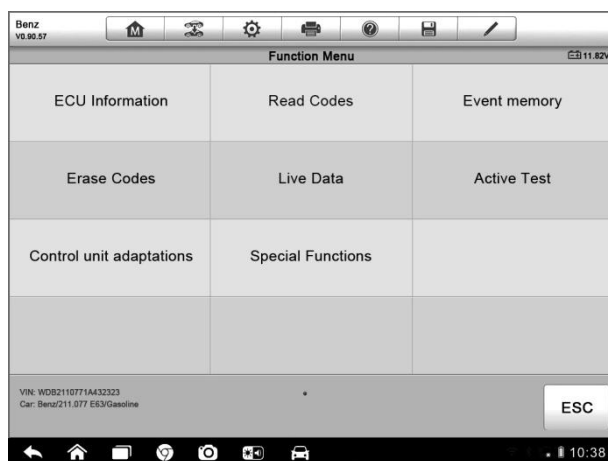 Benz
V0.90.57
M
Function Menu
11.82V
ECU Information
Read Codes
Event memory
Erase Codes
Live Data
Active Test
Control unit adaptations
Special Functions
VIN: WDB2110771A432323
Car: Benz/211.077 E63/Gasoline
ESC
10:38